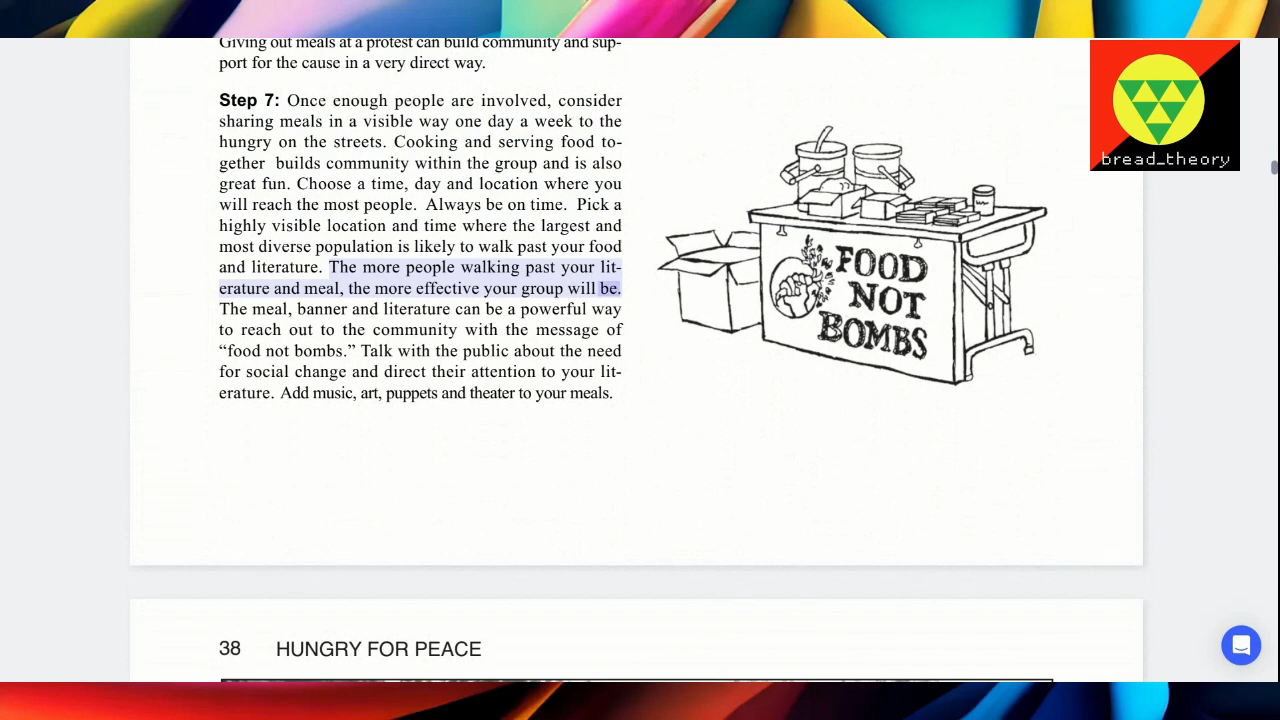 Giving out meals at a protest can build community and sup-
port for the cause in a very direct way.
Step 7: Once enough people are involved, consider
sharing meals in a visible way one day a week to the
hungry on the streets. Cooking and serving food to-
gether builds community within the group and is also
great fun. Choose a time, day and location where you
will reach the most people. Always be on time. Pick a
highly visible location and time where the largest and
most diverse population is likely to walk past your food
and literature. The more people walking past your lit-
erature and meal, the more effective your group will be.
The meal, banner and literature can be a powerful way
to reach out to the community with the message of
“food not bombs.” Talk with the public about the need
for social change and direct their attention to your lit-
erature. Add music, art, puppets and theater to your meals.
FOOD
NOT
BOMBS
bread_theory
38 HUNGRY FOR PEACE